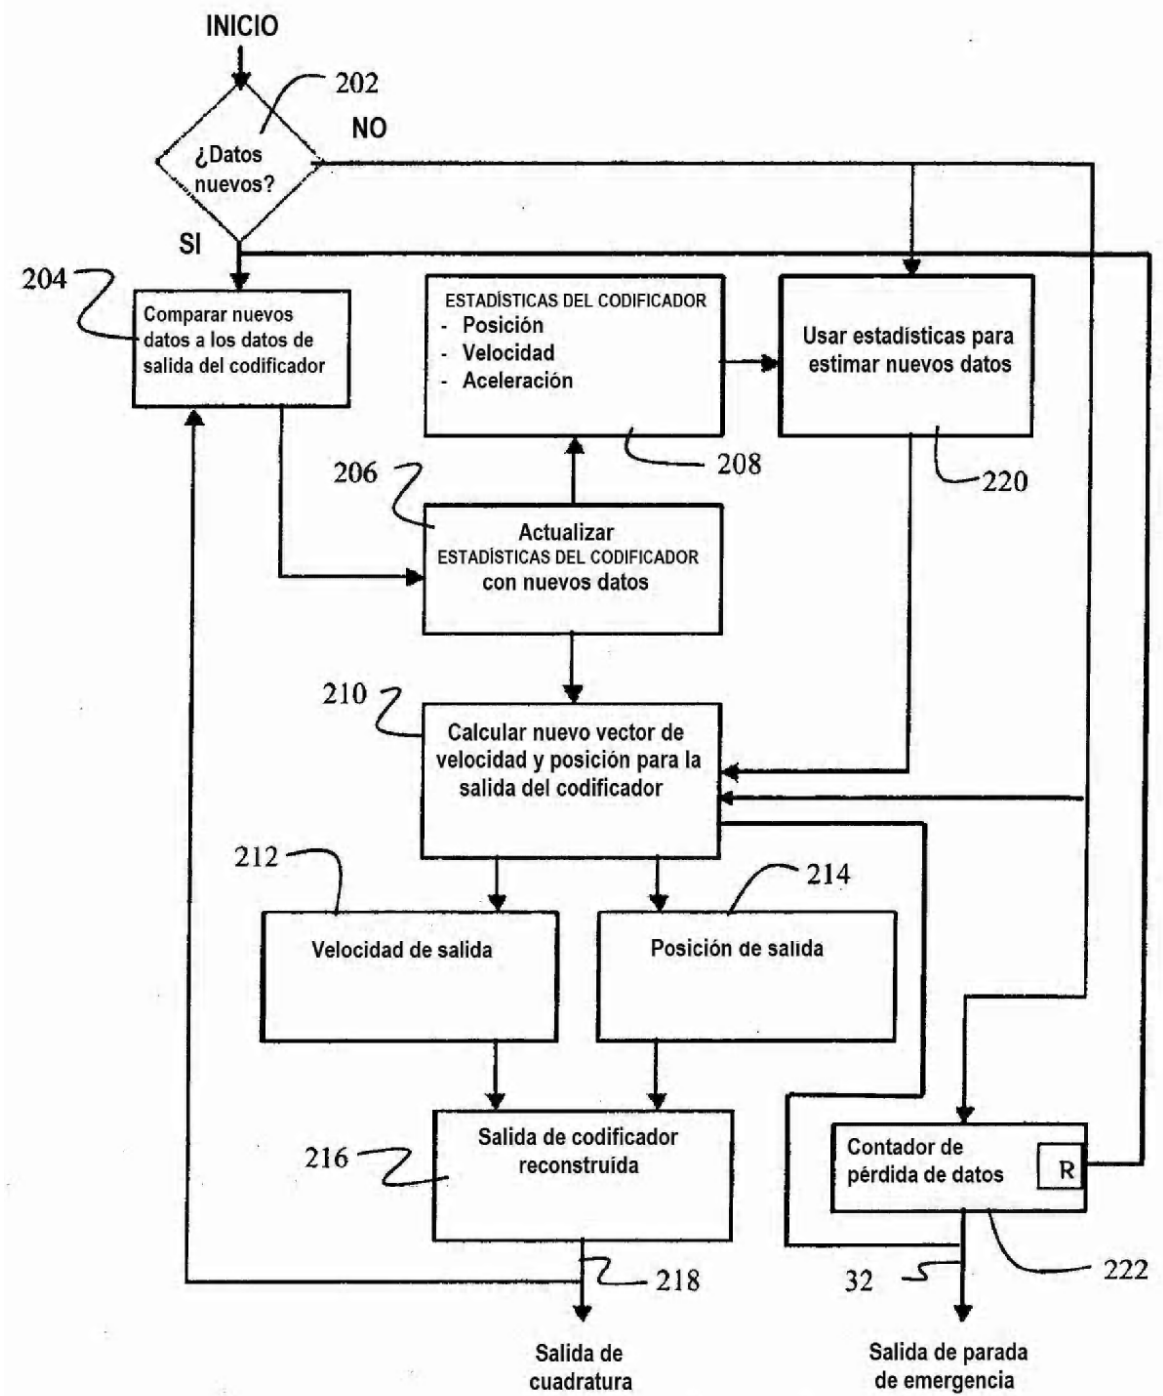 INICIO
202
NO
¿Datos
nuevos?
SI
204
Comparar nuevos
datos a los datos de
salida del codificador
ESTADÍSTICAS DEL CODIFICADOR
- Posición
- Velocidad
- Aceleración
Usar estadísticas para
estimar nuevos datos
208
220
206
Actualizar
ESTADÍSTICAS DEL CODIFICADOR
con nuevos datos
210
Calcular nuevo vector de
velocidad y posición para la
salida del codificador
212
214
Velocidad de salida
Posición de salida
216
Salida de codificador
reconstruída
Contador de
pérdida de datos
R
218
32
222
Salida de
cuadratura
Salida de parada
de emergencia